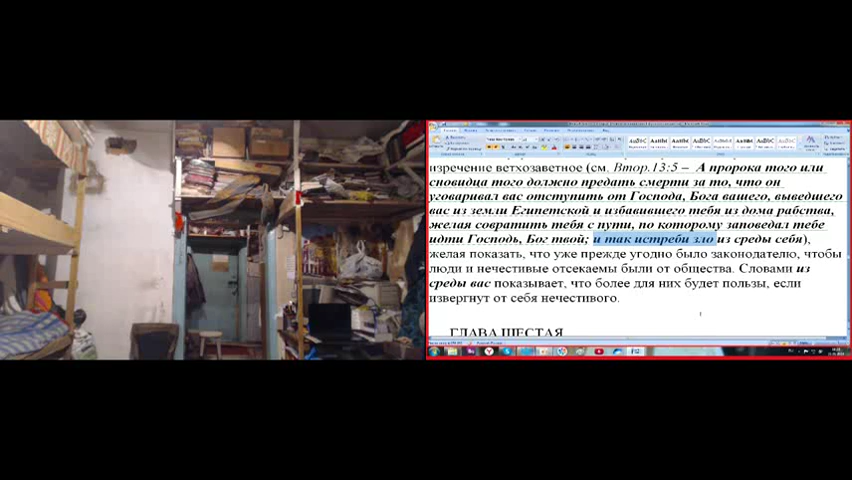 изречение ветхозаветное (см. Втор.13:5 – А пророка того или
сновидца того должно предать смерти за то, что он
уговаривал вас отступить от Господа, Бога вашего, выведшего
вас из земли Египетской и избавившего тебя из дома рабства,
желая совратить тебя с пути, по которому заповедал тебе
идти Господь, Бог твой; и так истреби зло из среды себя),
желая показать, что уже прежде угодно было законодателю, чтобы
люди и нечестивые отсекаемы были от общества. Словами из
среды вас показывает, что более для них будет пользы, если
извергнут от себя нечестивого.
ГЛАВА ШЕСТАЯ